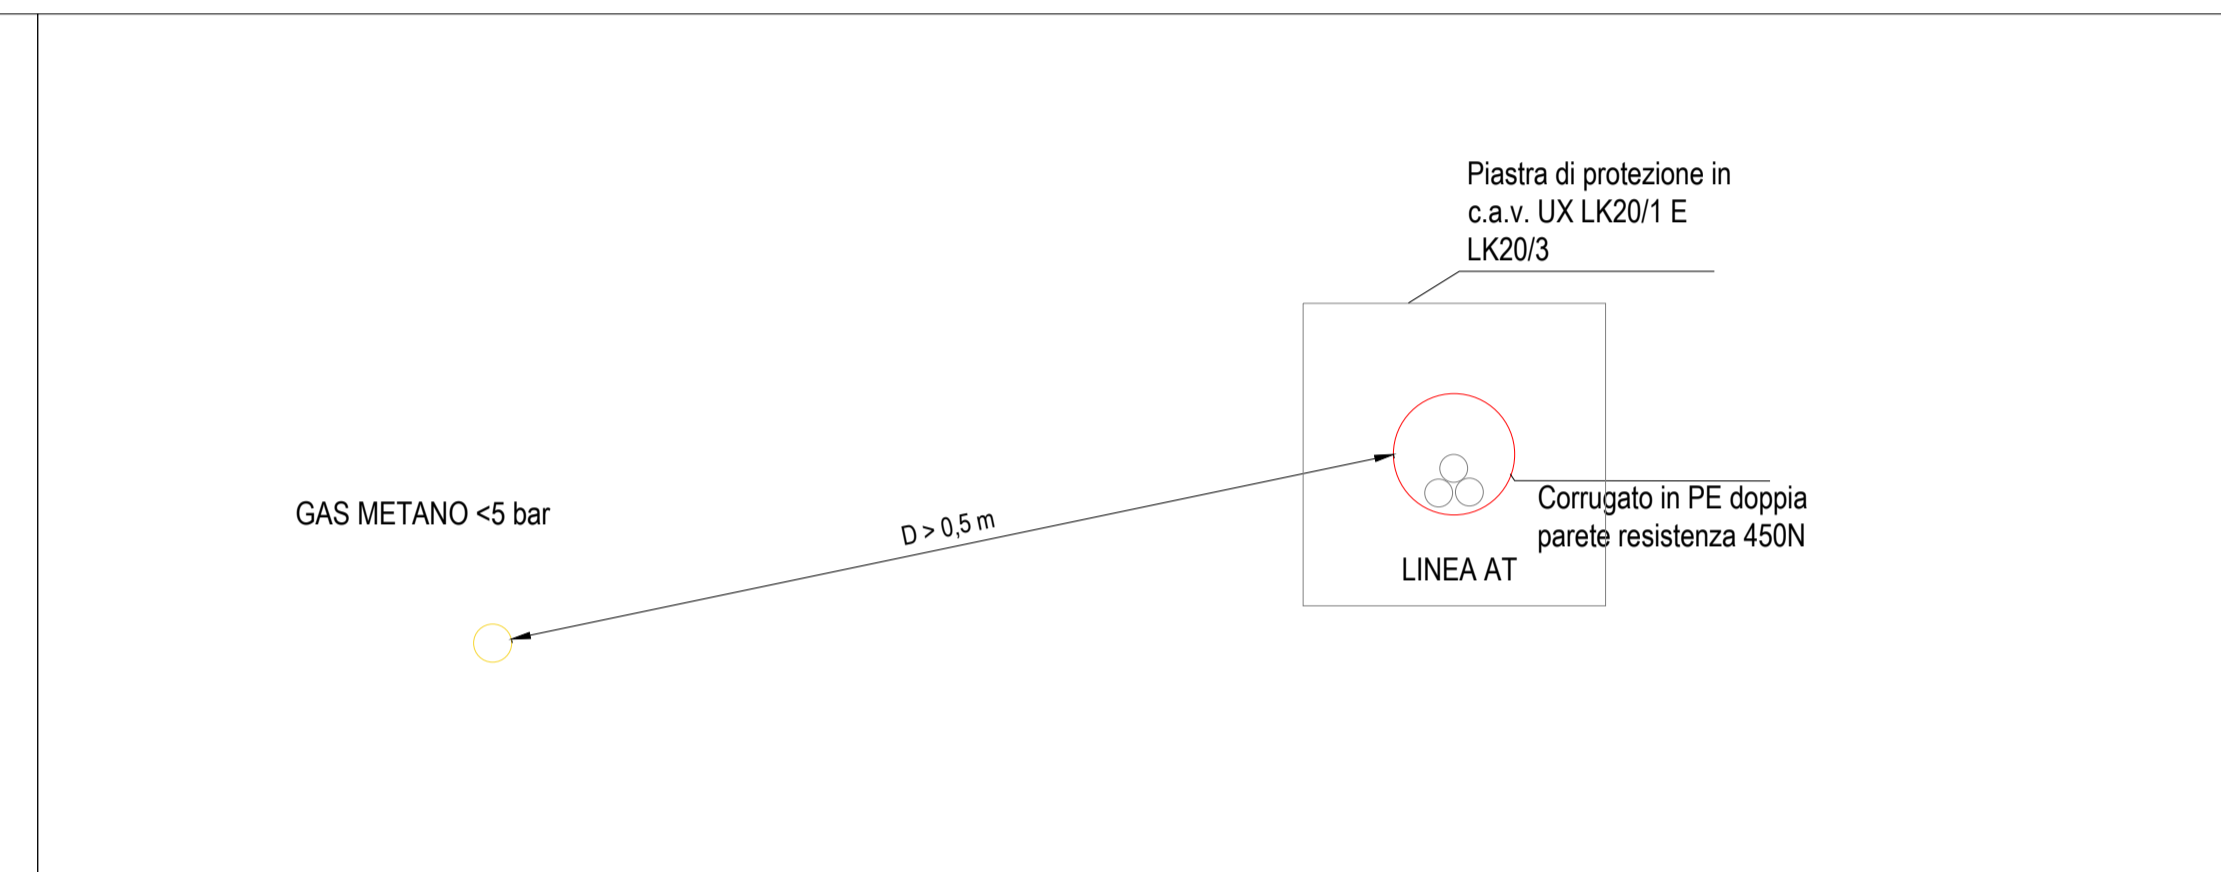 Piastra di protezione in
c.a.v. UX LK20/1 E
LK20/3
GAS METANO <5 bar
D > 0,5 m
Corrugato in PE doppia
parete resistenza 450N
LINEA AT